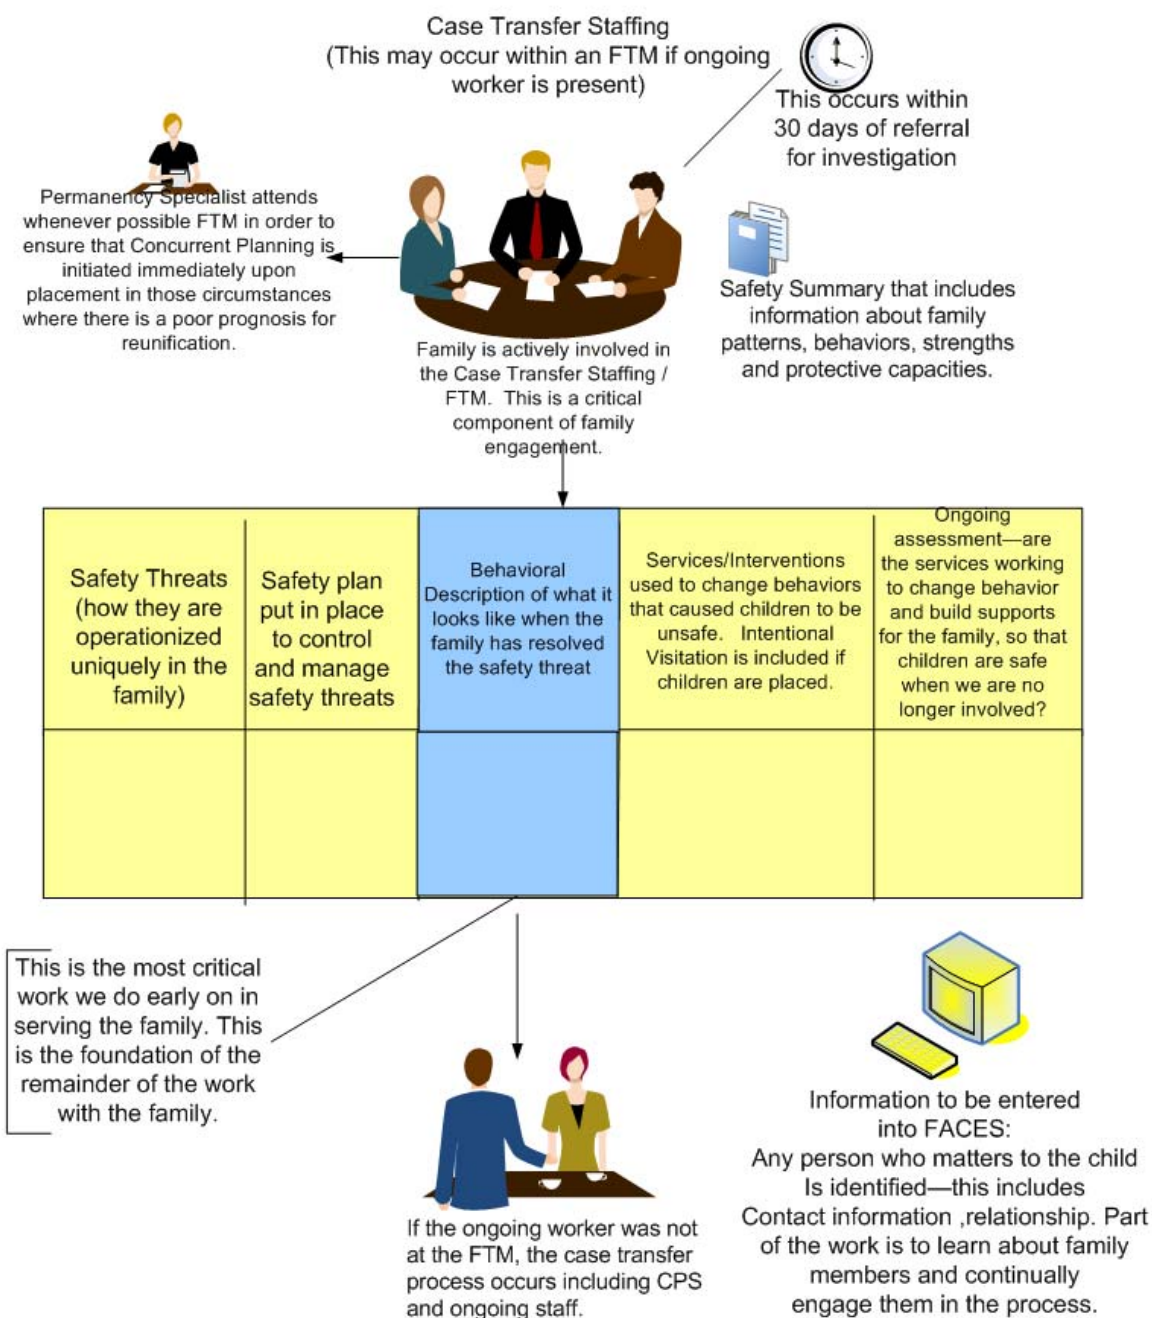 Case Transfer Staffing
(This may occur within an FTM if ongoing
worker is present)
This occurs within
30 days of referral
for investigation
Permanency Specialist attends
whenever possible FTM in order to
ensure that Concurrent Planning is
initiated immediately upon
placement in those circumstances
where there is a poor prognosis for
reunification.
Safety Summary that includes
information about family
patterns, behaviors, strengths
and protective capacities.
Family is actively involved in
the Case Transfer Staffing /
FTM.  This is a critical
component of family
engagement.
Safety Threats
(how they are
operationized
uniquely in the
family)
Safety plan
put in place
to control
and manage
safety threats
Behavioral
Description of what it
looks like when the
family has resolved
the safety threat
Services/Interventions
used to change behaviors
that caused children to be
unsafe.   Intentional
Visitation is included if
children are placed.
Ongoing
assessment—are
the services working
to change behavior
and build supports
for the family, so that
children are safe
when we are no
longer involved?
This is the most critical
work we do early on in
serving the family. This
is the foundation of the
remainder of the work
with the family.
If the ongoing worker was not
at the FTM, the case transfer
process occurs including CPS
and ongoing staff.
Information to be entered
into FACES:
Any person who matters to the child
Is identified—this includes
Contact information ,relationship. Part
of the work is to learn about family
members and continually
engage them in the process.